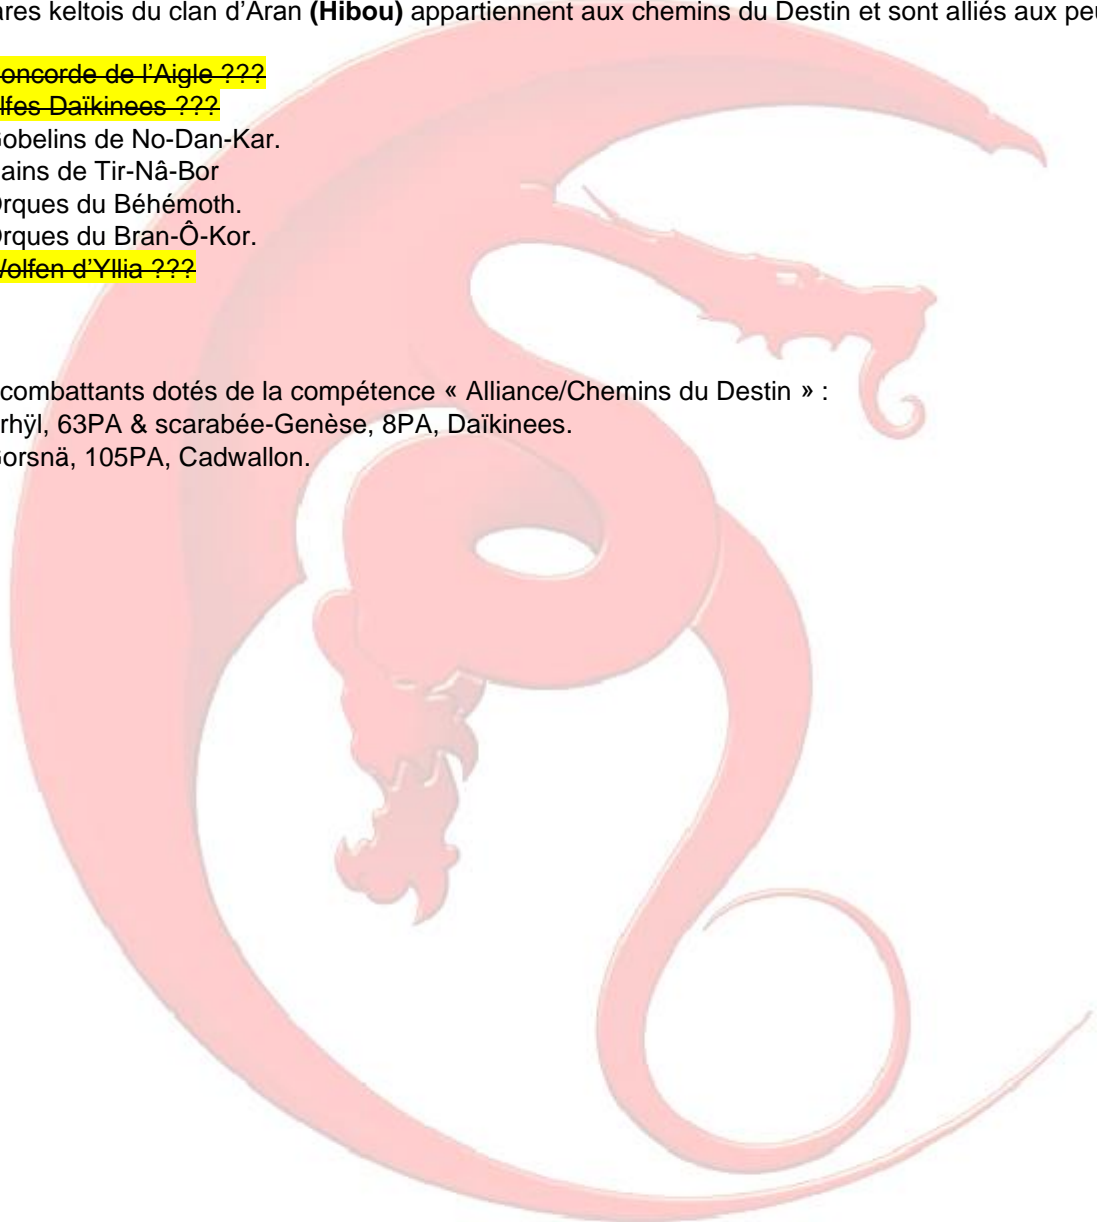 ares keltois du clan d’Aran (Hibou) appartiennent aux chemins du Destin et sont alliés aux peu
oncorde de l’Aigle ???
lfes Daïkinees ???
obelins de No-Dan-Kar.
ains de Tir-Nâ-Bor
rques du Béhémoth.
rques du Bran-Ô-Kor.
Wolfen d’Yllia ???
combattants dotés de la compétence « Alliance/Chemins du Destin » :
rhÿl, 63PA & scarabée-Genèse, 8PA, Daïkinees.
orsnä, 105PA, Cadwallon.